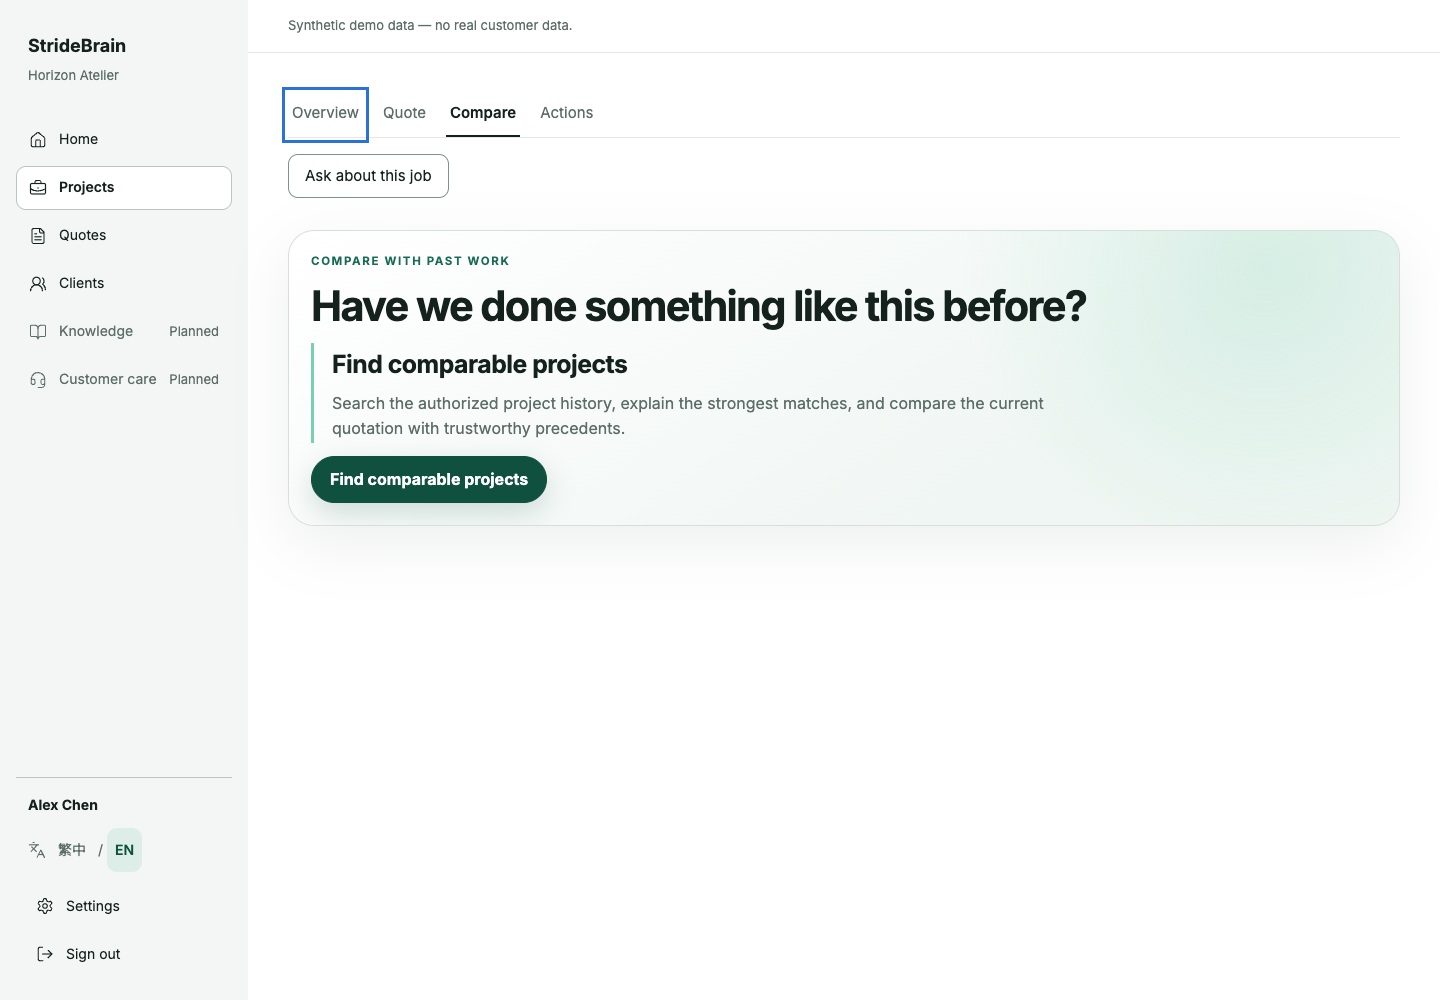 StrideBrain
Horizon Atelier
Home
Projects
Quotes
Clients
Knowledge Planned
Customer care Planned
Alex Chen
繁中 / EN
Settings
Sign out
Synthetic demo data — no real customer data.
Overview Quote Compare Actions
Ask about this job
COMPARE WITH PAST WORK
Have we done something like this before?
Find comparable projects
Search the authorized project history, explain the strongest matches, and compare the current
quotation with trustworthy precedents.
Find comparable projects